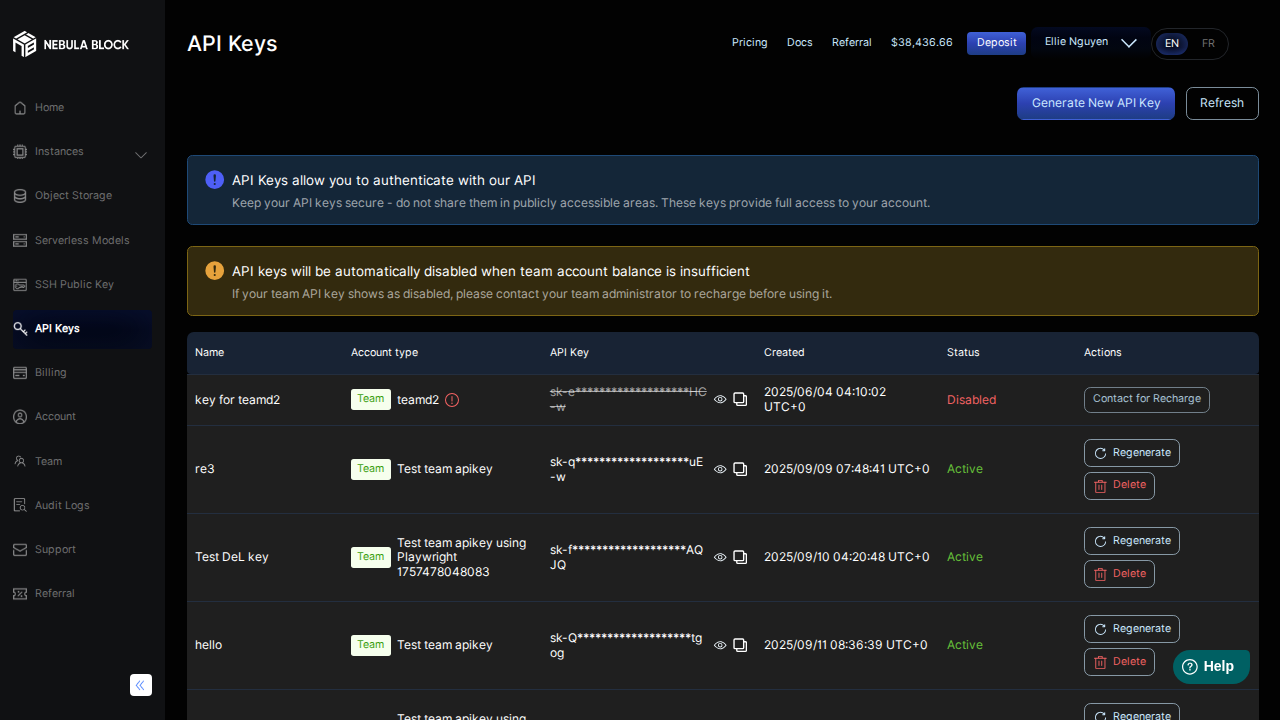 NEBULA BLOCK
API Keys
Pricing Docs Referral $38,436.66 Deposit Ellie Nguyen EN FR
Generate New API Key Refresh
Home
Instances
Object Storage
Serverless Models
SSH Public Key
API Keys
Billing
Account
Team
Audit Logs
Support
Referral
API Keys allow you to authenticate with our API
Keep your API keys secure - do not share them in publicly accessible areas. These keys provide full access to your account.
API keys will be automatically disabled when team account balance is insufficient
If your team API key shows as disabled, please contact your team administrator to recharge before using it.
Name Account type API Key Created Status Actions
key for teamd2 Team teamd2 sk-e*******************HC
-w
2025/06/04 04:10:02
UTC+0
Disabled Contact for Recharge
re3 Team Test team apikey sk-q*******************uE
-w
2025/09/09 07:48:41 UTC+0 Active Regenerate
Delete
Test DeL key Team Test team apikey using
Playwright
1757478048083
sk-f*******************AQ
JQ
2025/09/10 04:20:48 UTC+0 Active Regenerate
Delete
hello Team Test team apikey sk-Q*******************tg
og
2025/09/11 08:36:39 UTC+0 Active Regenerate
Delete
Help
Test team apikey using
Regenerate